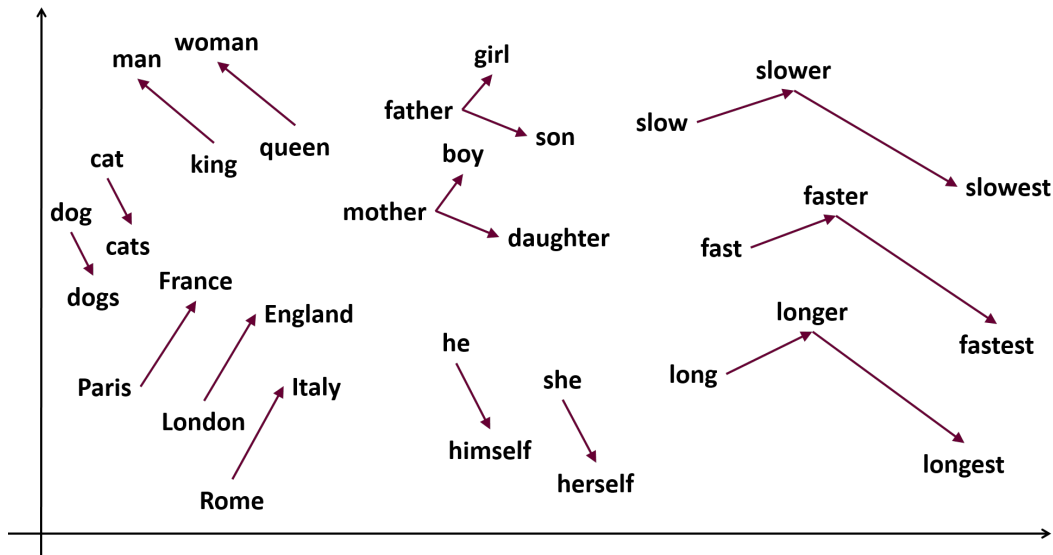 man
woman
king
queen
cat
cats
dog
dogs
France
Paris
England
London
Italy
Rome
girl
father
son
boy
mother
daughter
he
himself
she
herself
slower
slow
slowest
faster
fast
fastest
longer
long
longest